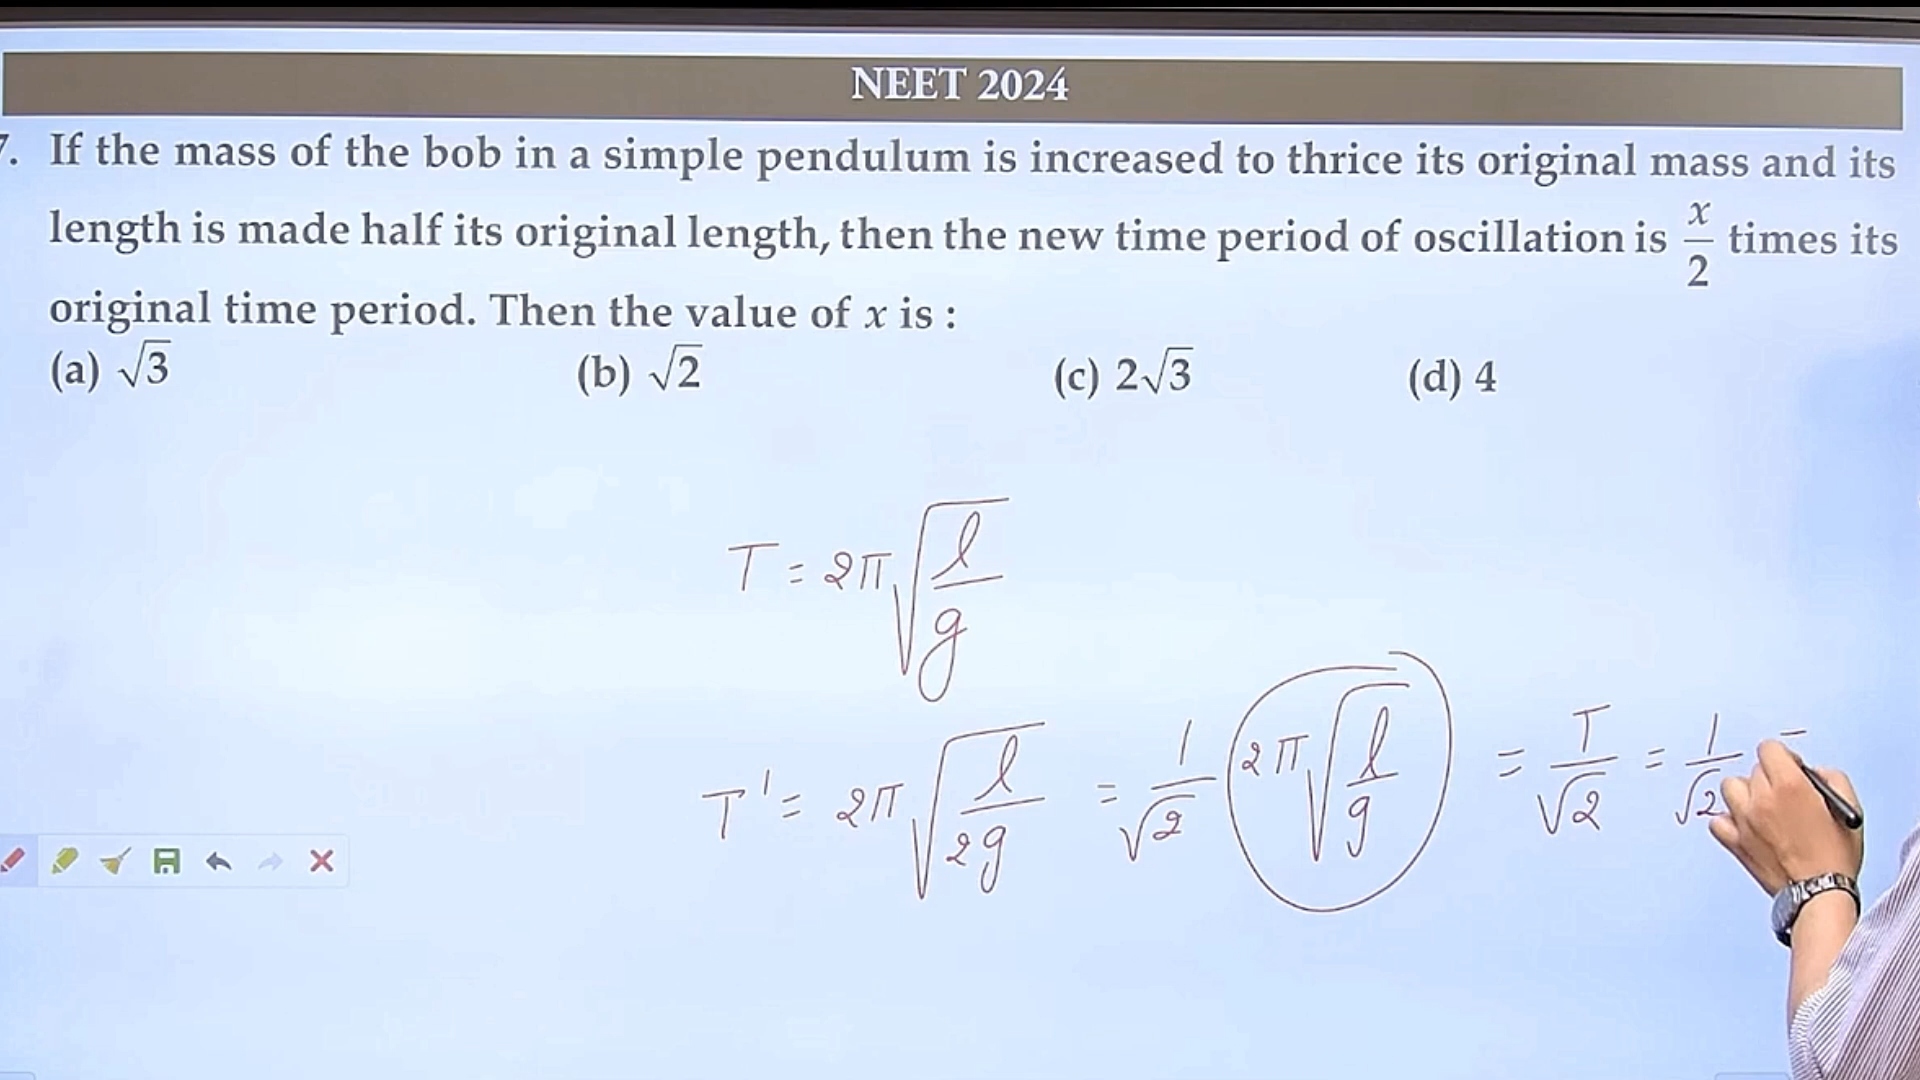 NEET 2024
7. If the mass of the bob in a simple pendulum is increased to thrice its original mass and its
length is made half its original length, then the new time period of oscillation is x/2 times its
original time period. Then the value of x is :
(a) √3 (b) √2 (c) 2√3 (d) 4
T = 2π√(l/g)
T' = 2π√(l/2g) = 1/√2 2π√(l/g) = T/√2 = 1/√2